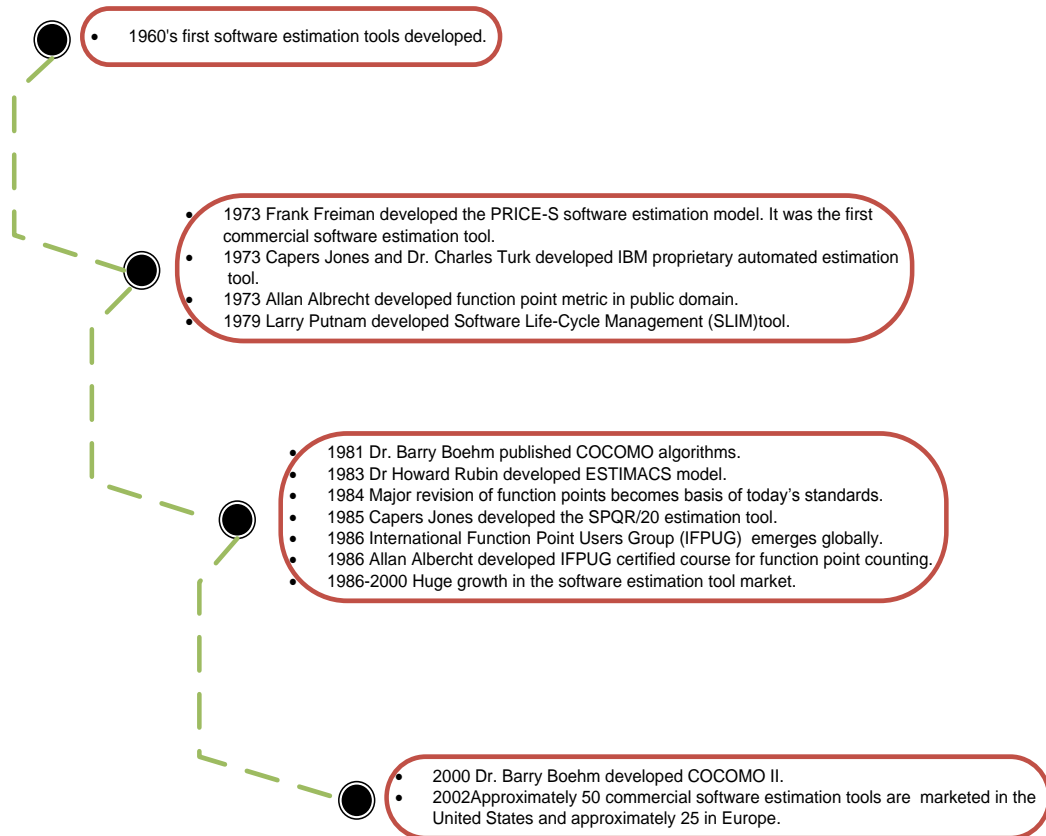 • 1960's first software estimation tools developed.
• 1973 Frank Freiman developed the PRICE-S software estimation model. It was the first
commercial software estimation tool.
• 1973 Capers Jones and Dr. Charles Turk developed IBM proprietary automated estimation
tool.
• 1973 Allan Albrecht developed function point metric in public domain.
• 1979 Larry Putnam developed Software Life-Cycle Management (SLIM)tool.
• 1981 Dr. Barry Boehm published COCOMO algorithms.
• 1983 Dr Howard Rubin developed ESTIMACS model.
• 1984 Major revision of function points becomes basis of today's standards.
• 1985 Capers Jones developed the SPQR/20 estimation tool.
• 1986 International Function Point Users Group (IFPUG) emerges globally.
• 1986 Allan Albercht developed IFPUG certified course for function point counting.
• 1986-2000 Huge growth in the software estimation tool market.
• 2000 Dr. Barry Boehm developed COCOMO II.
• 2002Approximately 50 commercial software estimation tools are marketed in the
United States and approximately 25 in Europe.